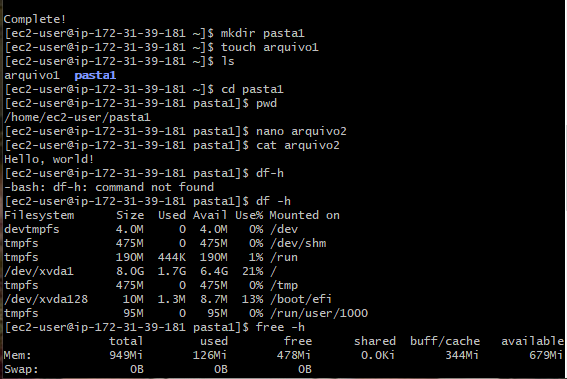 Complete!
[ec2-user@ip-172-31-39-181 ~]$ mkdir pasta1
[ec2-user@ip-172-31-39-181 ~]$ touch arquivo1
[ec2-user@ip-172-31-39-181 ~]$ ls
arquivo1  pasta1
[ec2-user@ip-172-31-39-181 ~]$ cd pasta1
[ec2-user@ip-172-31-39-181 pasta1]$ pwd
/home/ec2-user/pasta1
[ec2-user@ip-172-31-39-181 pasta1]$ nano arquivo2
[ec2-user@ip-172-31-39-181 pasta1]$ cat arquivo2
Hello, world!
[ec2-user@ip-172-31-39-181 pasta1]$ df-h
-bash: df-h: command not found
[ec2-user@ip-172-31-39-181 pasta1]$ df -h
Filesystem      Size  Used Avail Use% Mounted on
devtmpfs        4.0M     0  4.0M   0% /dev
tmpfs           475M     0  475M   0% /dev/shm
tmpfs           190M  444K  190M   1% /run
/dev/xvda1      8.0G  1.7G  6.4G  21% /
tmpfs           475M     0  475M   0% /tmp
/dev/xvda128     10M  1.3M  8.7M  13% /boot/efi
tmpfs            95M     0   95M   0% /run/user/1000
[ec2-user@ip-172-31-39-181 pasta1]$ free -h
               total        used        free      shared  buff/cache   available
Mem:           949Mi       126Mi       478Mi       0.0Ki       344Mi       679Mi
Swap:             0B          0B          0B